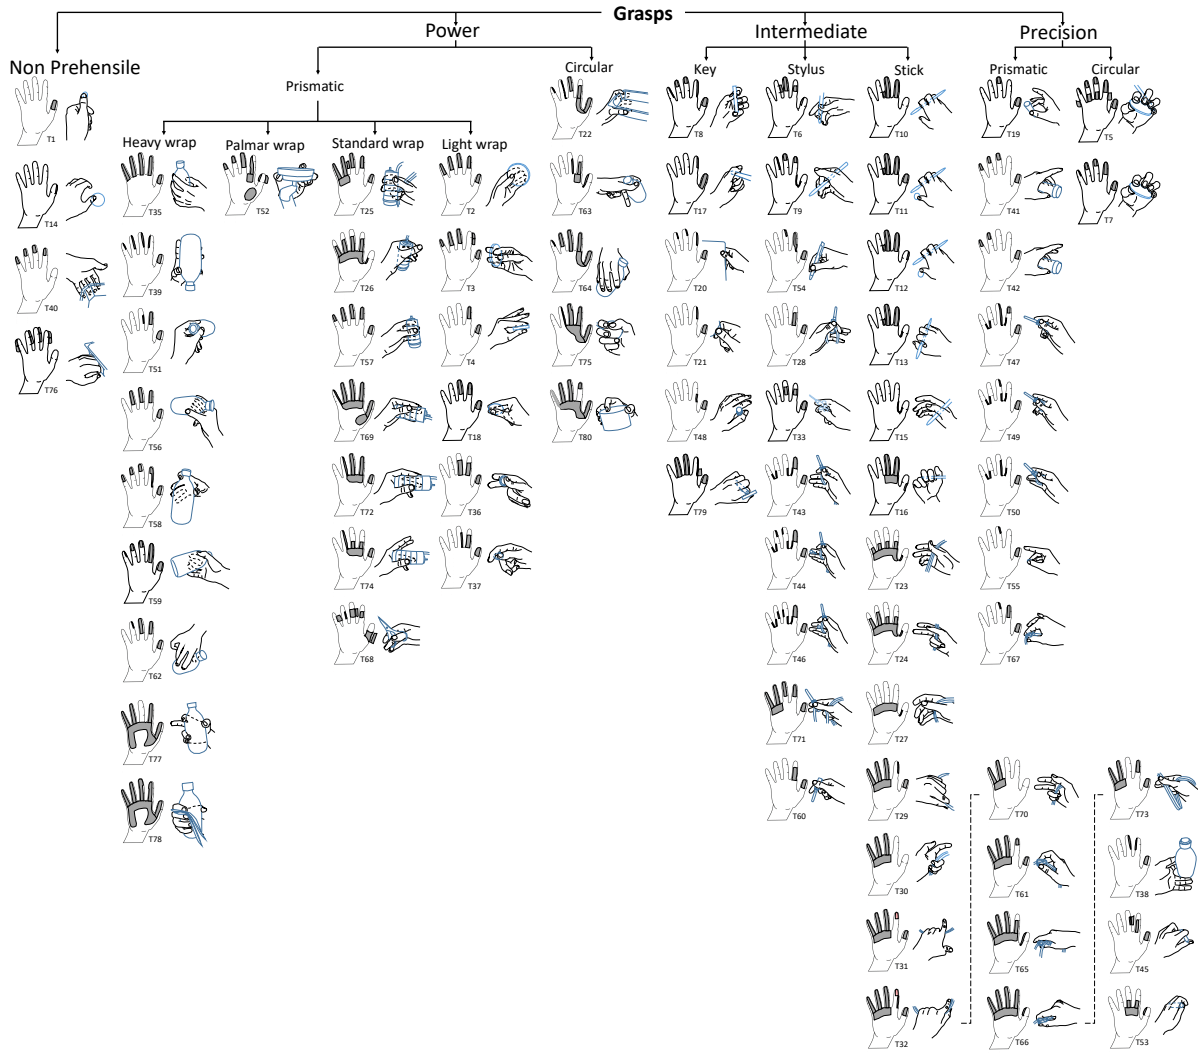 Grasps
Power
Intermediate
Precision
Non Prehensile
Prismatic
Circular
Key
Stylus
Stick
Prismatic
Circular
Heavy wrap
Palmar wrap
Standard wrap
Light wrap
T1
T22
T8
T6
T10
T19
T5
T14
T35
T52
T25
T2
T63
T17
T9
T11
T41
T7
T40
T39
T26
T3
T64
T20
T54
T12
T42
T76
T51
T57
T4
T75
T21
T28
T13
T47
T56
T69
T18
T80
T48
T33
T15
T49
T58
T72
T36
T79
T43
T16
T50
T59
T74
T37
T44
T23
T55
T62
T68
T46
T24
T67
T77
T71
T27
T78
T60
T29
T70
T73
T30
T61
T38
T31
T65
T45
T32
T66
T53